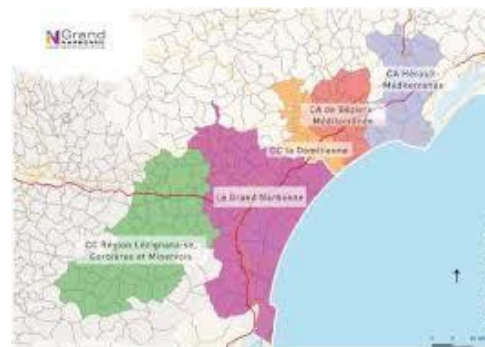 Grand
NARBONNE
CA Hérault-
Méditerranée
CA de Béziers-
Méditerranée
CC la Domitienne
Le Grand Narbonne
CC Région Lézignanaise,
Corbières et Minervois